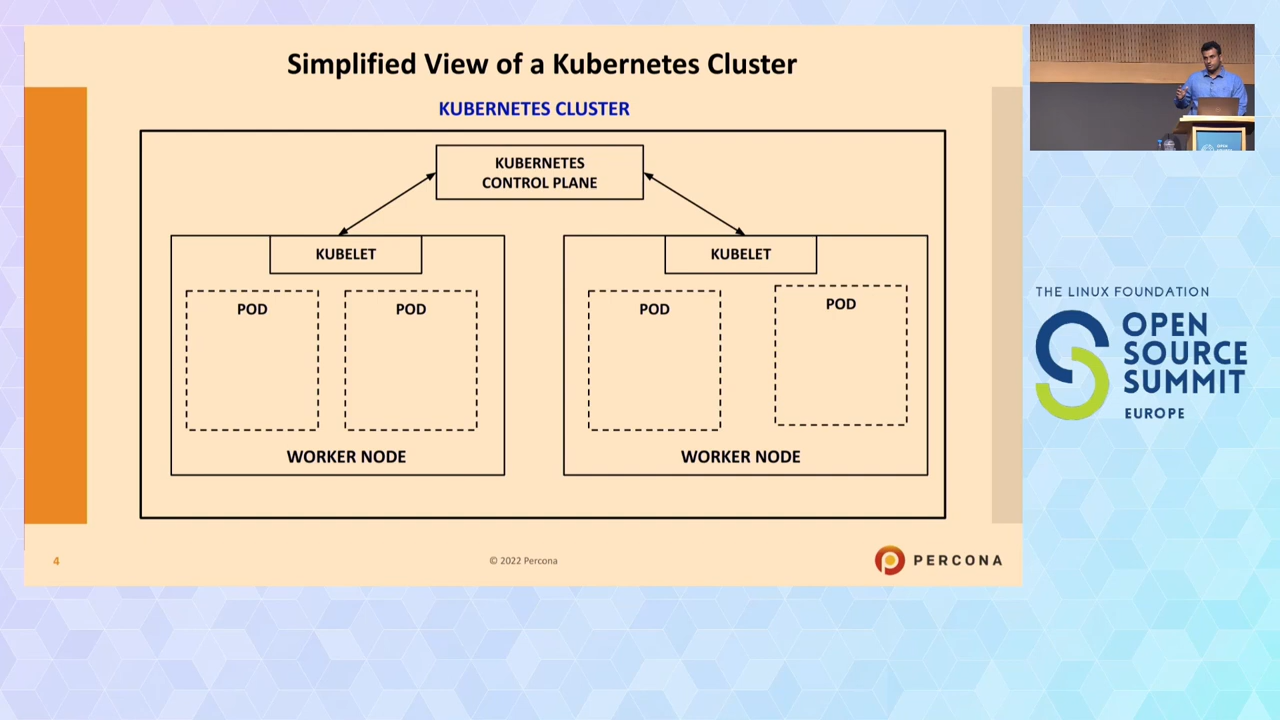 Simplified View of a Kubernetes Cluster
KUBERNETES CLUSTER
KUBERNETES
CONTROL PLANE
KUBELET
KUBELET
POD
POD
POD
POD
WORKER NODE
WORKER NODE
4
© 2022 Percona
PERCONA
THE LINUX FOUNDATION
OPEN
SOURCE
SUMMIT
EUROPE